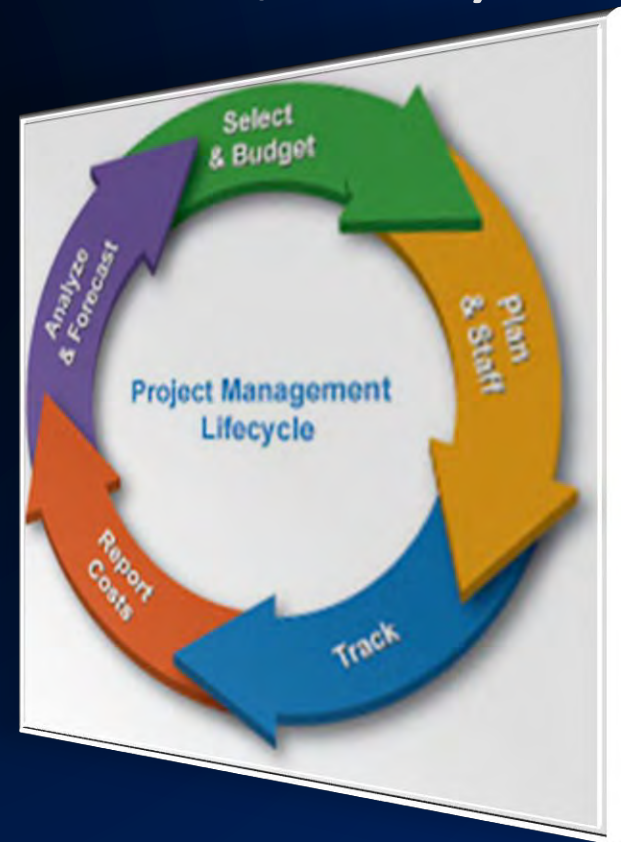 Project Management
Lifecycle
Select
& Budget
Plan
& Staff
Track
Report
Costs
Analyze
& Forecast